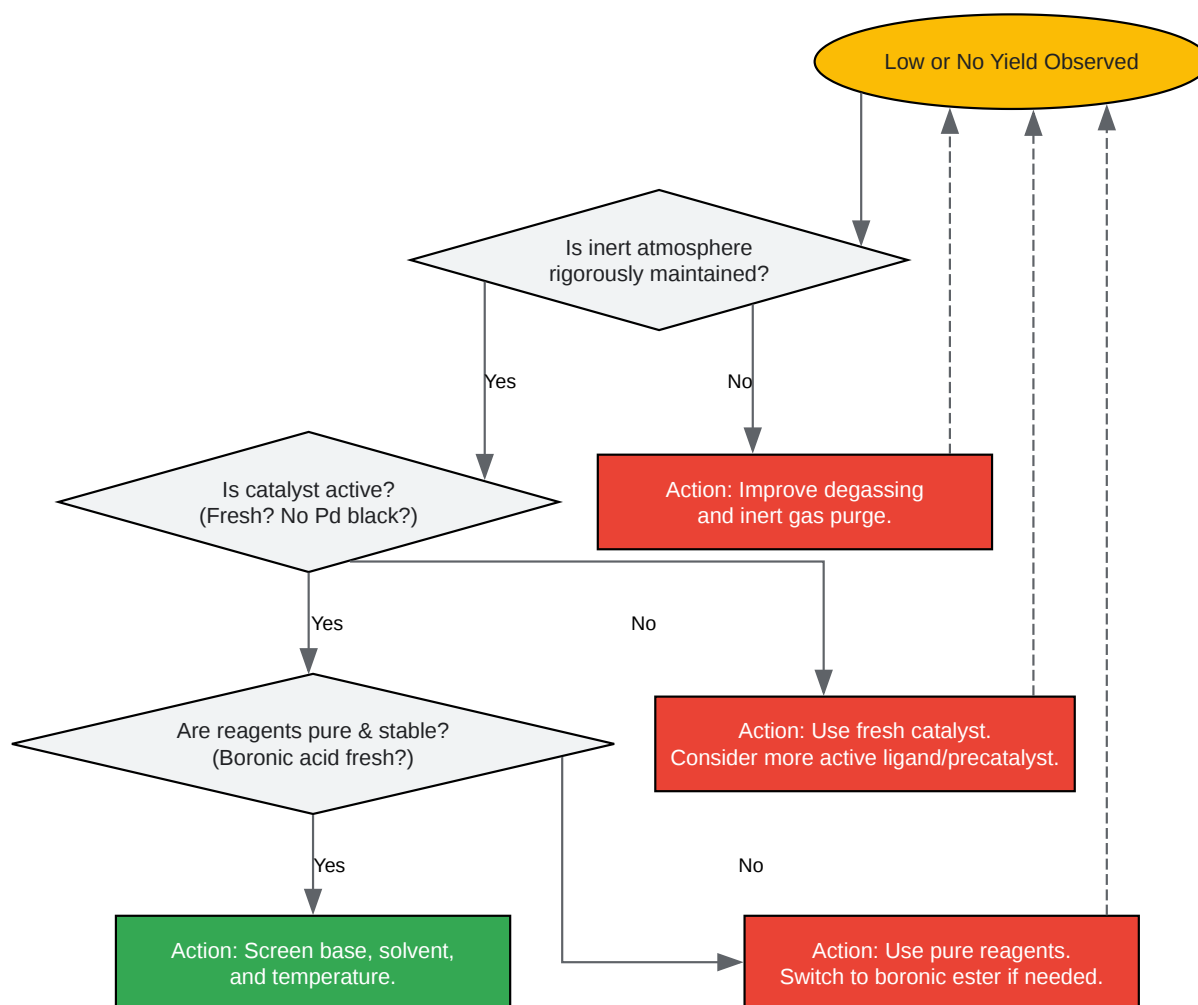 Low or No Yield Observed
Is inert atmosphere
rigorously maintained?
Yes
No
Is catalyst active?
(Fresh? No Pd black?)
Action: Improve degassing
and inert gas purge.
Yes
No
Are reagents pure & stable?
(Boronic acid fresh?)
Action: Use fresh catalyst.
Consider more active ligand/precatalyst.
Yes
No
Action: Screen base, solvent,
and temperature.
Action: Use pure reagents.
Switch to boronic ester if needed.